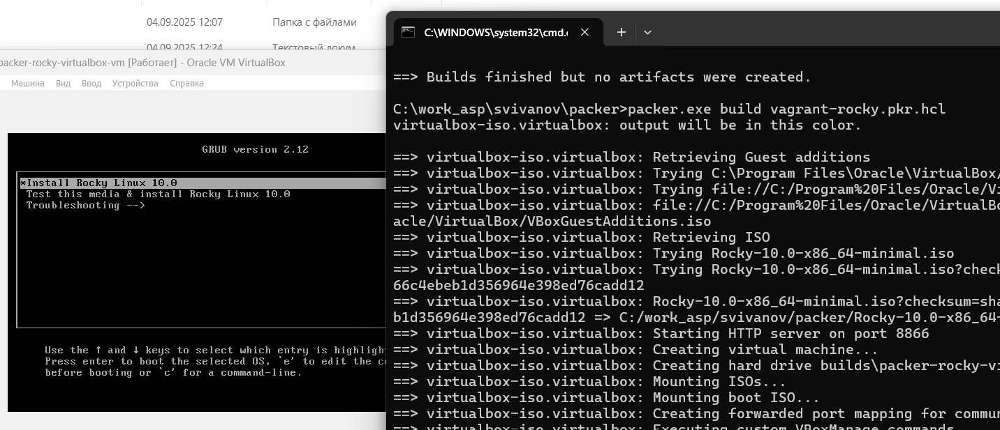 04.09.2025 12:07 Папка с файлами
04.09.2025 12:24 Текстовый докум
packer-rocky-virtualbox-vm [Работает] - Oracle VM VirtualBox
Машина Вид Ввод Устройства Справка
GRUB version 2.12
*Install Rocky Linux 10.0
Test this media & install Rocky Linux 10.0
Troubleshooting -->
Use the ↑ and ↓ keys to select which entry is highligh
Press enter to boot the selected OS, `e' to edit the co
before booting or `c' for a command-line.
C:\WINDOWS\system32\cmd.
==> Builds finished but no artifacts were created.
C:\work_asp\svivanov\packer>packer.exe build vagrant-rocky.pkr.hcl
virtualbox-iso.virtualbox: output will be in this color.
==> virtualbox-iso.virtualbox: Retrieving Guest additions
==> virtualbox-iso.virtualbox: Trying C:\Program Files\Oracle\VirtualBox/
==> virtualbox-iso.virtualbox: Trying file://C:/Program%20Files/Oracle/Vi
==> virtualbox-iso.virtualbox: file://C:/Program%20Files/Oracle/VirtualBo
acle/VirtualBox/VBoxGuestAdditions.iso
==> virtualbox-iso.virtualbox: Retrieving ISO
==> virtualbox-iso.virtualbox: Trying Rocky-10.0-x86_64-minimal.iso
==> virtualbox-iso.virtualbox: Trying Rocky-10.0-x86_64-minimal.iso?check
66c4ebeb1d356964e398ed76cadd12
==> virtualbox-iso.virtualbox: Rocky-10.0-x86_64-minimal.iso?checksum=sha
b1d356964e398ed76cadd12 => C:/work_asp/svivanov/packer/Rocky-10.0-x86_64-
==> virtualbox-iso.virtualbox: Starting HTTP server on port 8866
==> virtualbox-iso.virtualbox: Creating virtual machine...
==> virtualbox-iso.virtualbox: Creating hard drive builds\packer-rocky-vi
==> virtualbox-iso.virtualbox: Mounting ISOs...
==> virtualbox-iso.virtualbox: Mounting boot ISO...
==> virtualbox-iso.virtualbox: Creating forwarded port mapping for commun
==> virtualbox-iso.virtualbox: Executing custom VBoxManage commands